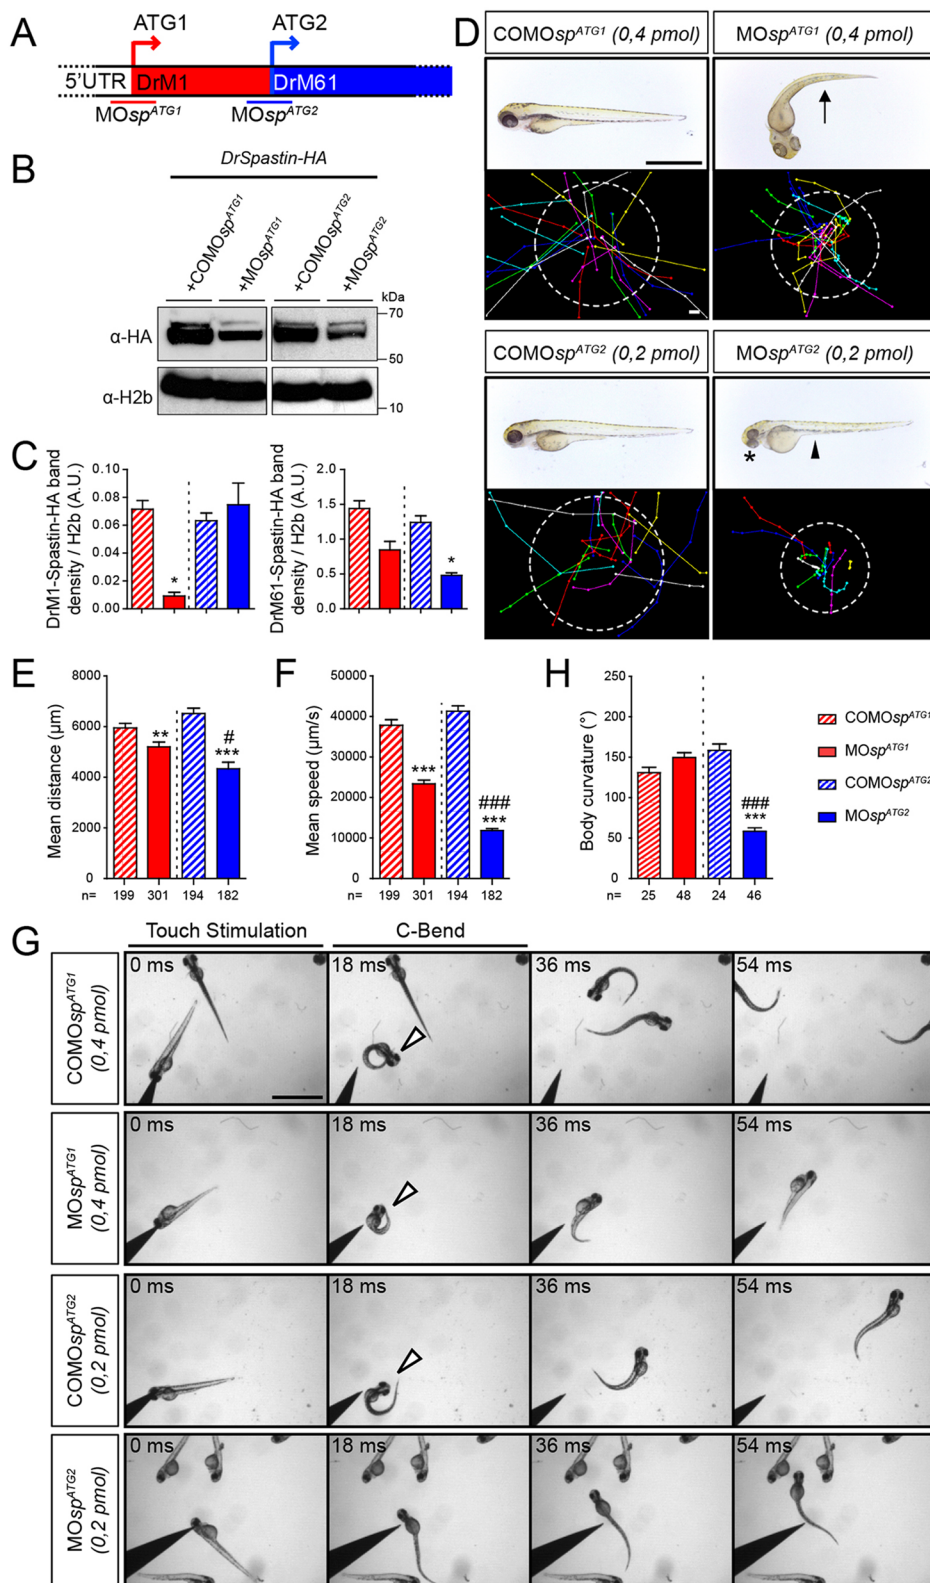 A
ATG1 ATG2
5'UTR DrM1 DrM61
MOsp^ATG1 MOsp^ATG2
B
DrSpastin-HA
+COMOsp^ATG1
+MOsp^ATG1
+COMOsp^ATG2
+MOsp^ATG2
kDa
70
α-HA
50
α-H2b
10
C
DrM1-Spastin-HA band
density / H2b (A.U.)
0.10
0.08
0.06
0.04
0.02
0.00
*
DrM61-Spastin-HA band
density / H2b (A.U.)
2.0
1.5
1.0
0.5
0.0
*
D
COMOsp^ATG1 (0,4 pmol) MOsp^ATG1 (0,4 pmol)
COMOsp^ATG2 (0,2 pmol) MOsp^ATG2 (0,2 pmol)
*
E
Mean distance (µm)
8000
6000
4000
2000
0
**
#
***
n= 199 301 194 182
F
Mean speed (µm/s)
50000
40000
30000
20000
10000
0
***
###
***
n= 199 301 194 182
H
Body curvature (°)
250
200
150
100
50
0
###
***
n= 25 48 24 46
COMOsp^ATG1
MOsp^ATG1
COMOsp^ATG2
MOsp^ATG2
G
Touch Stimulation C-Bend
COMOsp^ATG1
(0,4 pmol)
0 ms 18 ms 36 ms 54 ms
MOsp^ATG1
(0,4 pmol)
0 ms 18 ms 36 ms 54 ms
COMOsp^ATG2
(0,2 pmol)
0 ms 18 ms 36 ms 54 ms
MOsp^ATG2
(0,2 pmol)
0 ms 18 ms 36 ms 54 ms